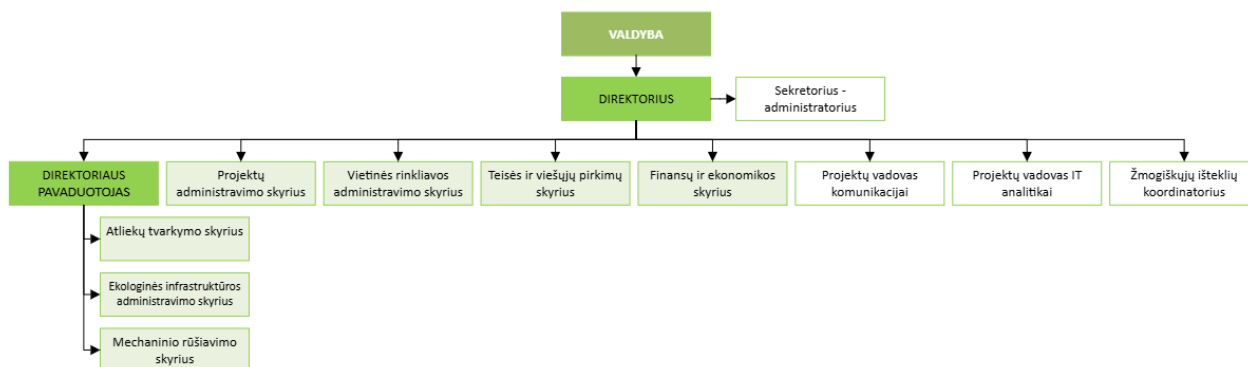 VALDYBA
DIREKTORIUS
Sekretorius -
administratorius
DIREKTORIAUS
PAVADUOTOJAS
Projektų
administravimo skyrius
Vietinės rinkliavos
administravimo skyrius
Teisės ir viešųjų pirkimų
skyrius
Finansų ir ekonomikos
skyrius
Projektų vadovas
komunikacijai
Projektų vadovas IT
analitikai
Žmogiškųjų išteklių
koordinatorius
Atliekų tvarkymo skyrius
Ekologinės infrastruktūros
administravimo skyrius
Mechaninio rūšiavimo
skyrius